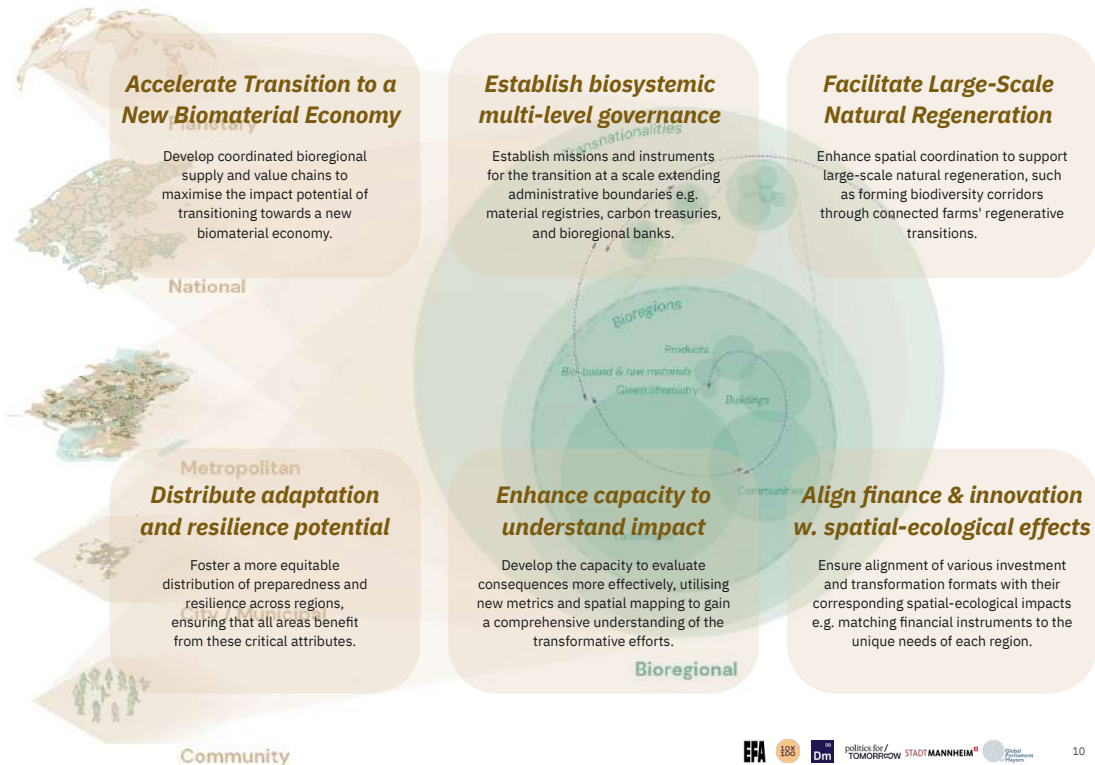 Accelerate Transition to a
New Biomaterial Economy
Develop coordinated bioregional
supply and value chains to
maximise the impact potential of
transitioning towards a new
biomaterial economy.
Establish biosystemic
multi-level governance
Establish missions and instruments
for the transition at a scale extending
administrative boundaries e.g.
material registries, carbon treasuries,
and bioregional banks.
Facilitate Large-Scale
Natural Regeneration
Enhance spatial coordination to support
large-scale natural regeneration, such
as forming biodiversity corridors
through connected farms' regenerative
transitions.
Planetary
National
Metropolitan
City / Municipal
Community
Transnationalities
Bioregions
Products
Bio-based & raw materials
Green chemistry
Buildings
Communities
Bioregional
Distribute adaptation
and resilience potential
Foster a more equitable
distribution of preparedness and
resilience across regions,
ensuring that all areas benefit
from these critical attributes.
Enhance capacity to
understand impact
Develop the capacity to evaluate
consequences more effectively, utilising
new metrics and spatial mapping to gain
a comprehensive understanding of the
transformative efforts.
Align finance & innovation
w. spatial-ecological effects
Ensure alignment of various investment
and transformation formats with their
corresponding spatial-ecological impacts
e.g. matching financial instruments to the
unique needs of each region.
EFA
10X
100
Dm
politics for/
TOMORROW
STADTMANNHEIM²
Global
Parliament
Mayors
10